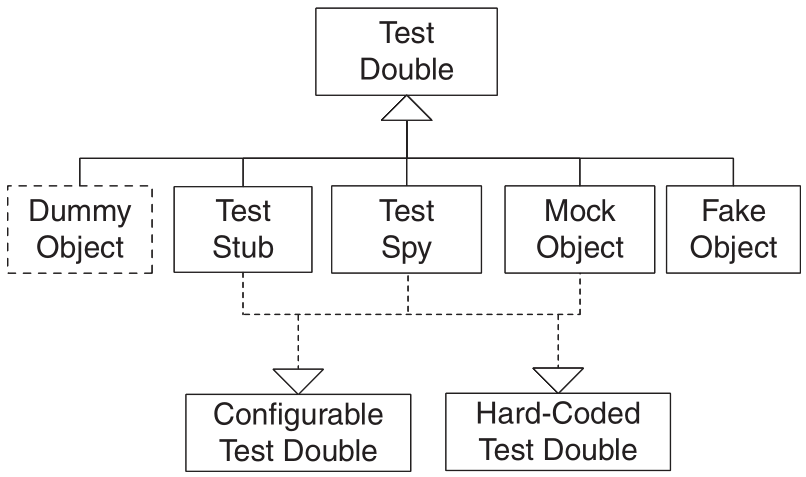 Test
Double
Dummy
Object
Test
Stub
Test
Spy
Mock
Object
Fake
Object
Configurable
Test Double
Hard-Coded
Test Double